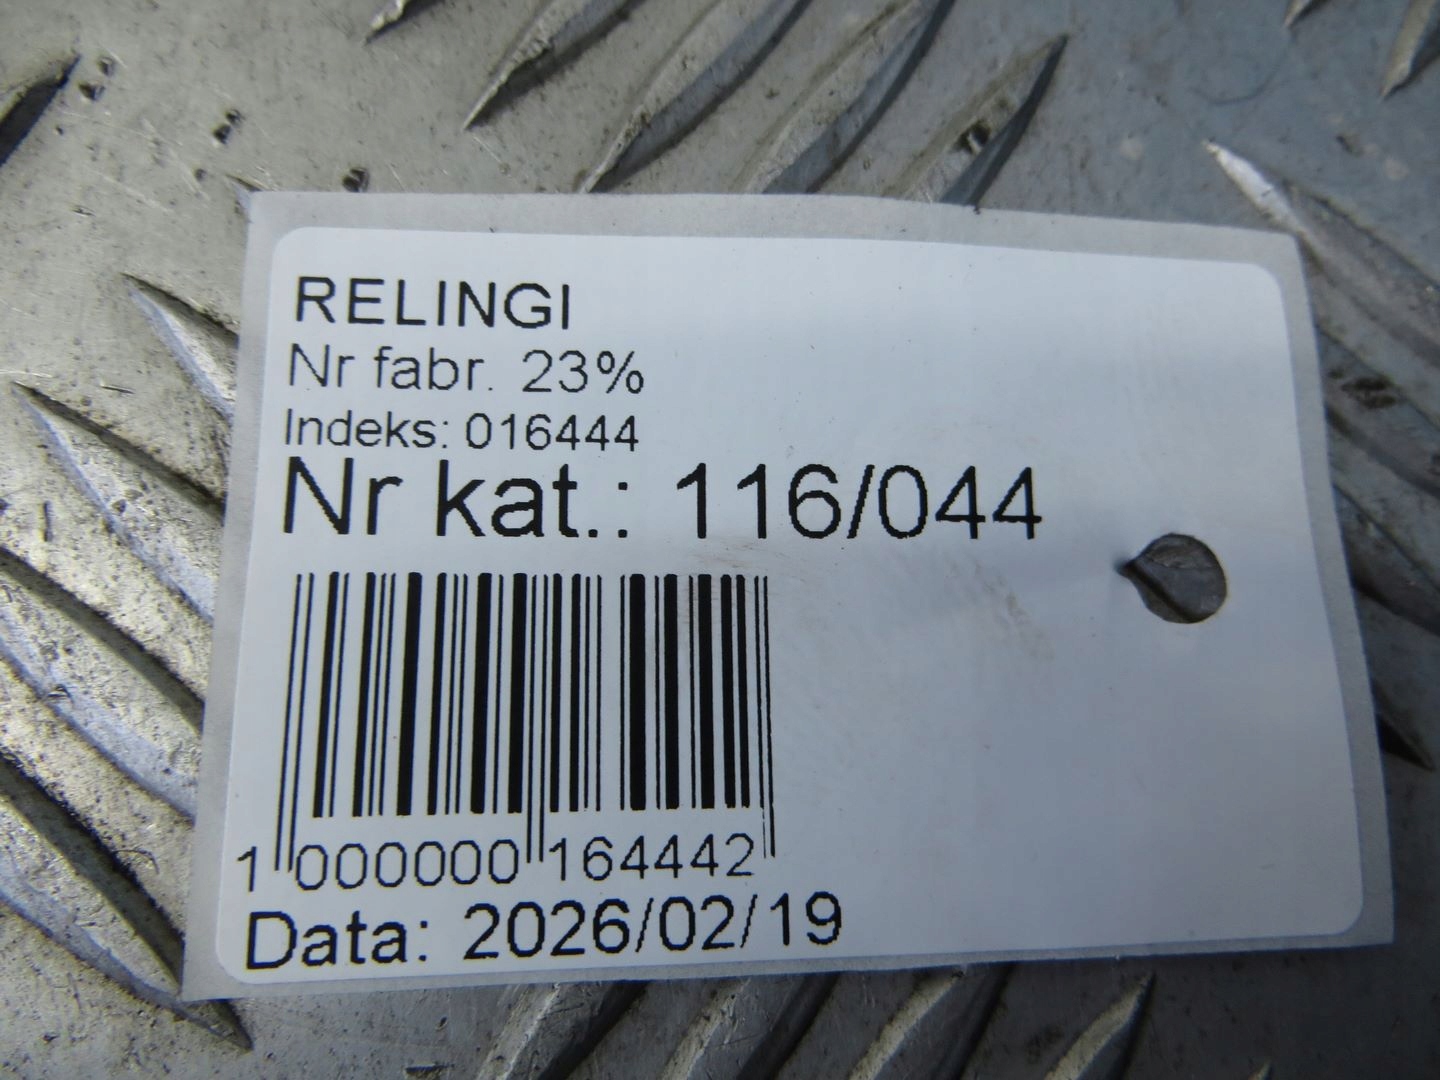 RELINGI
Nr fabr. 23%
Indeks: 016444
Nr kat.: 116/044
1 000000 164442
Data: 2026/02/19